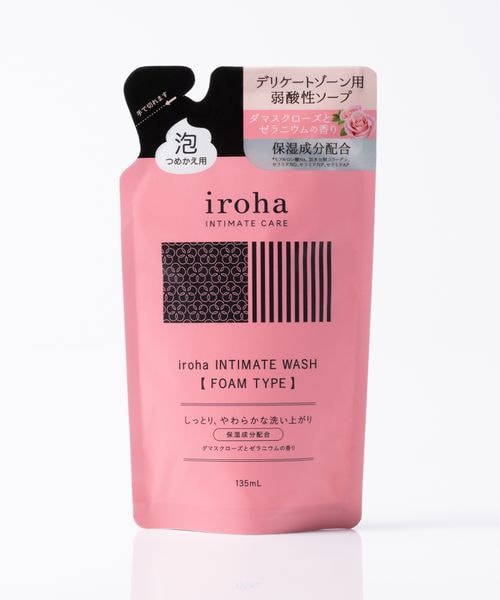 手で切れます
泡
つめかえ用
デリケートゾーン用
弱酸性ソープ
ダマスクローズと
ゼラニウムの香り
保湿成分配合
iroha
INTIMATE CARE
iroha INTIMATE WASH
【 FOAM TYPE 】
しっとり、やわらかな洗い上がり
保湿成分配合
ダマスクローズとゼラニウムの香り
135mL